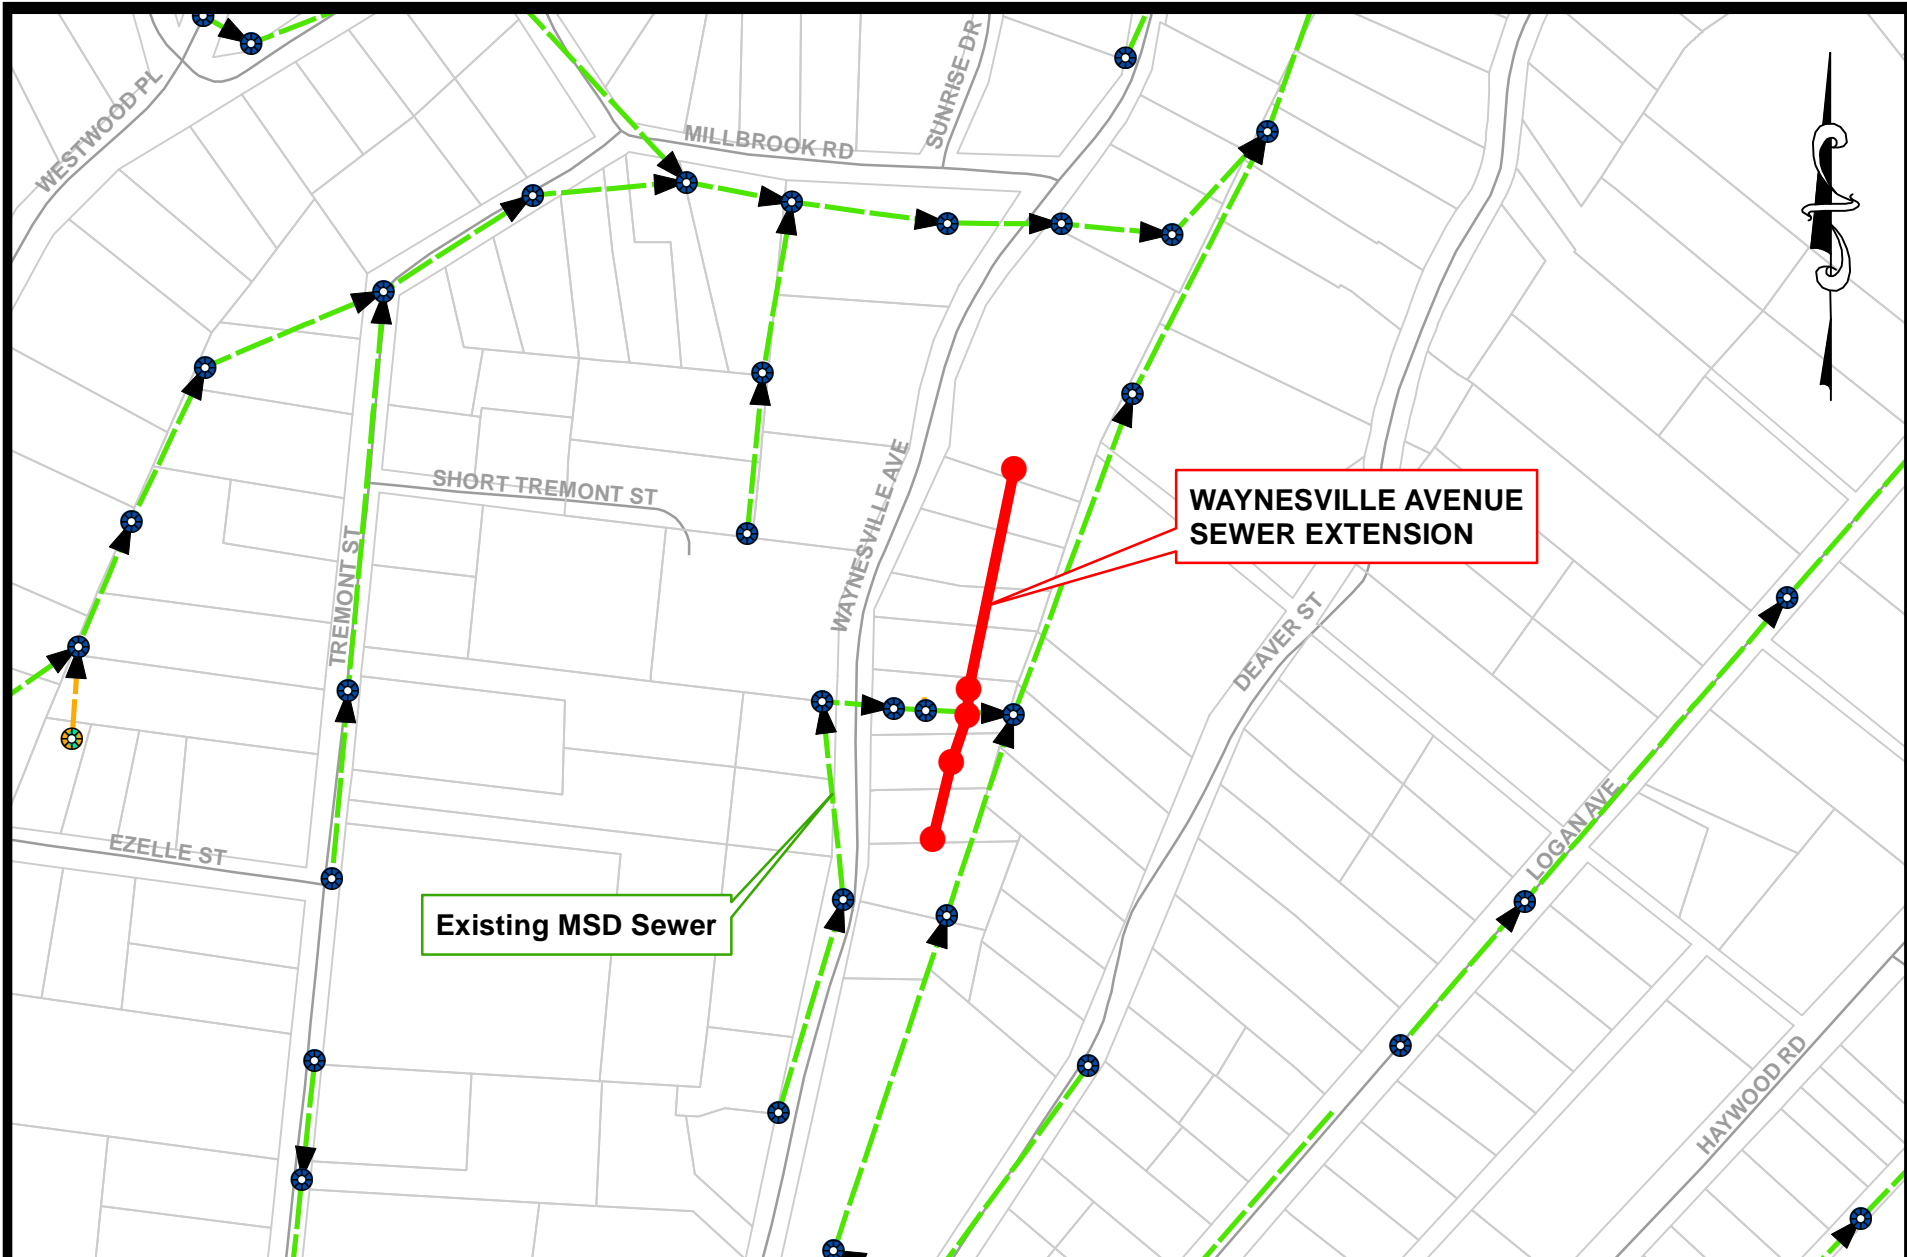 WESTWOOD PL
MILLBROOK RD
SUNRISE DR
SHORT TREMONT ST
WAYNESVILLE AVE
WAYNESVILLE AVENUE
SEWER EXTENSION
TREMONT ST
DEAVER ST
EZELLE ST
LOGAN AVE
Existing MSD Sewer
HAYWOOD RD